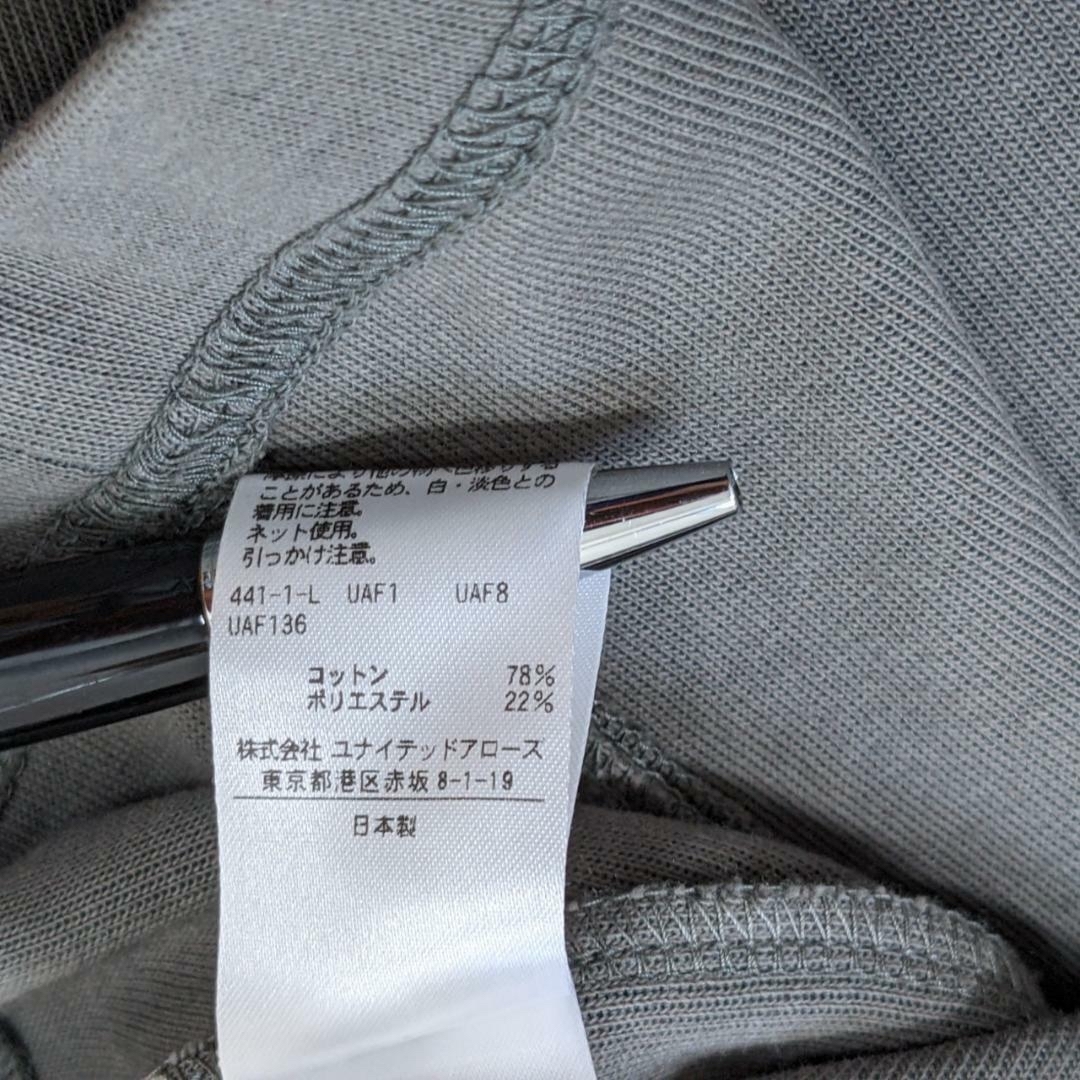 ことがあるため、白・淡色との
着用に注意。
ネット使用。
引っかけ注意。
441-1-L UAF1 UAF8
UAF136
コットン 78%
ポリエステル 22%
株式会社 ユナイテッドアローズ
東京都港区赤坂8-1-19
日本製